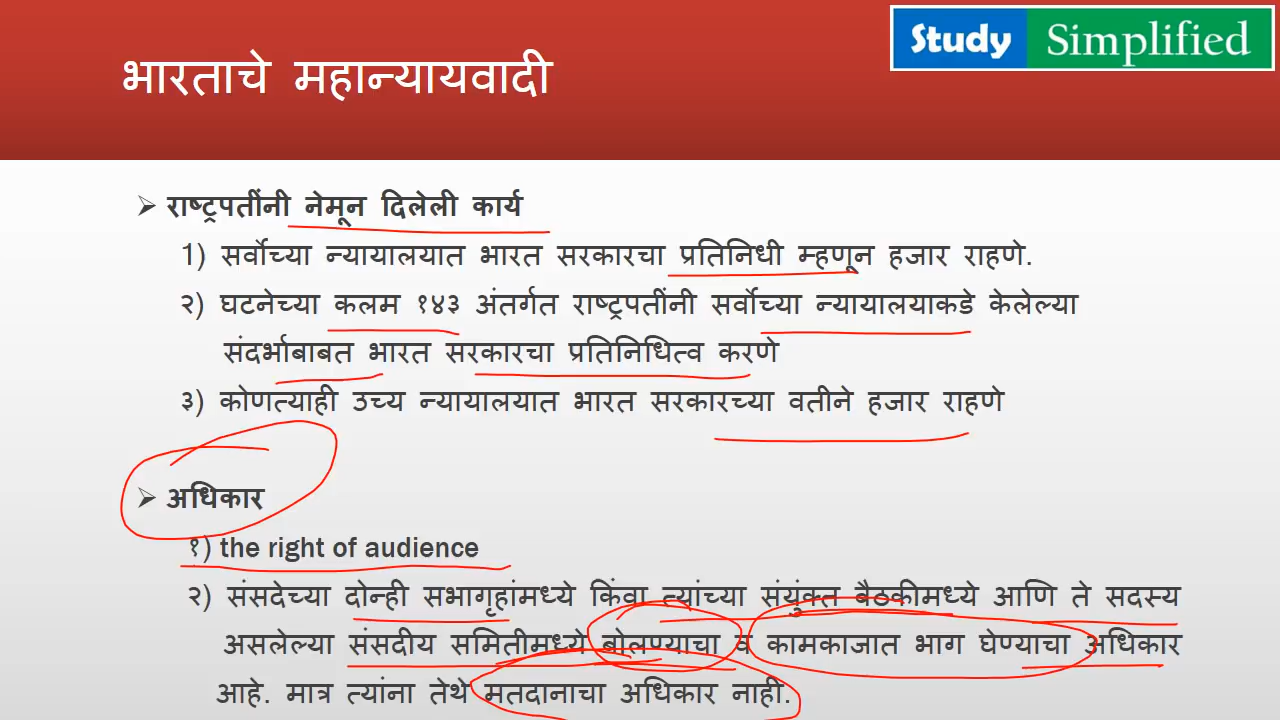 Study Simplified
भारताचे महान्यायवादी
➢ राष्ट्रपतींनी नेमून दिलेली कार्य
1) सर्वोच्या न्यायालयात भारत सरकारचा प्रतिनिधी म्हणून हजार राहणे.
२) घटनेच्या कलम १४३ अंतर्गत राष्ट्रपतींनी सर्वोच्या न्यायालयाकडे केलेल्या
संदर्भाबाबत भारत सरकारचा प्रतिनिधित्व करणे
३) कोणत्याही उच्य न्यायालयात भारत सरकारच्या वतीने हजार राहणे
➢ अधिकार
१) the right of audience
२) संसदेच्या दोन्ही सभागृहांमध्ये किंवा त्यांच्या संयुंक्त बैठकीमध्ये आणि ते सदस्य
असलेल्या संसदीय समितीमध्ये बोलण्याचा व कामकाजात भाग घेण्याचा अधिकार
आहे. मात्र त्यांना तेथे मतदानाचा अधिकार नाही.